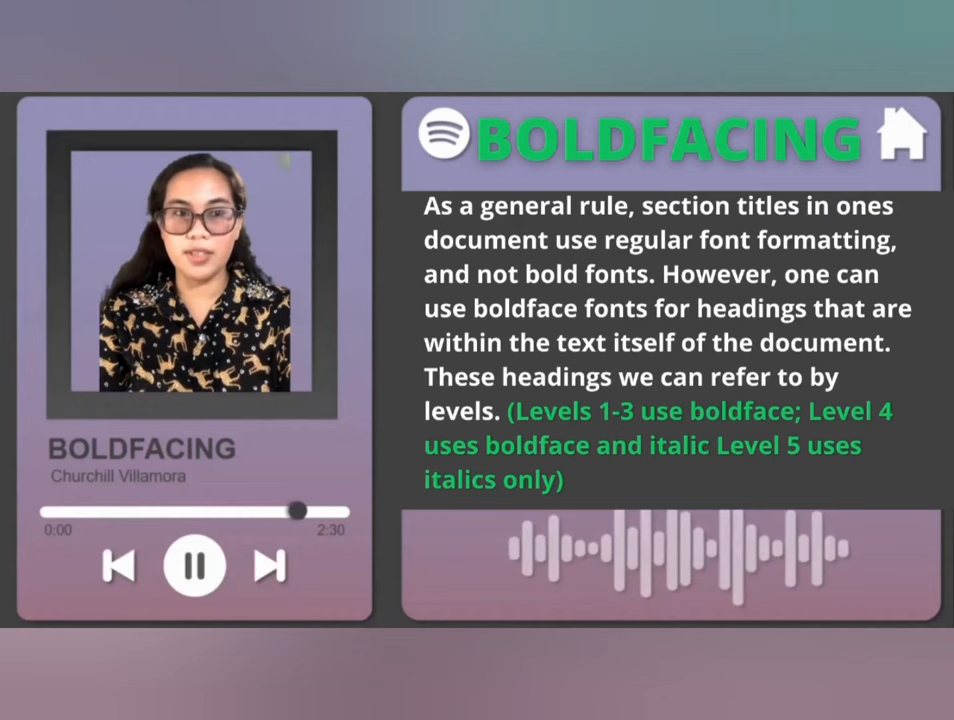 BOLDFACING
Churchill Villamora
0:00
2:30
BOLDFACING
As a general rule, section titles in ones
document use regular font formatting,
and not bold fonts. However, one can
use boldface fonts for headings that are
within the text itself of the document.
These headings we can refer to by
levels. (Levels 1-3 use boldface; Level 4
uses boldface and italic Level 5 uses
italics only)